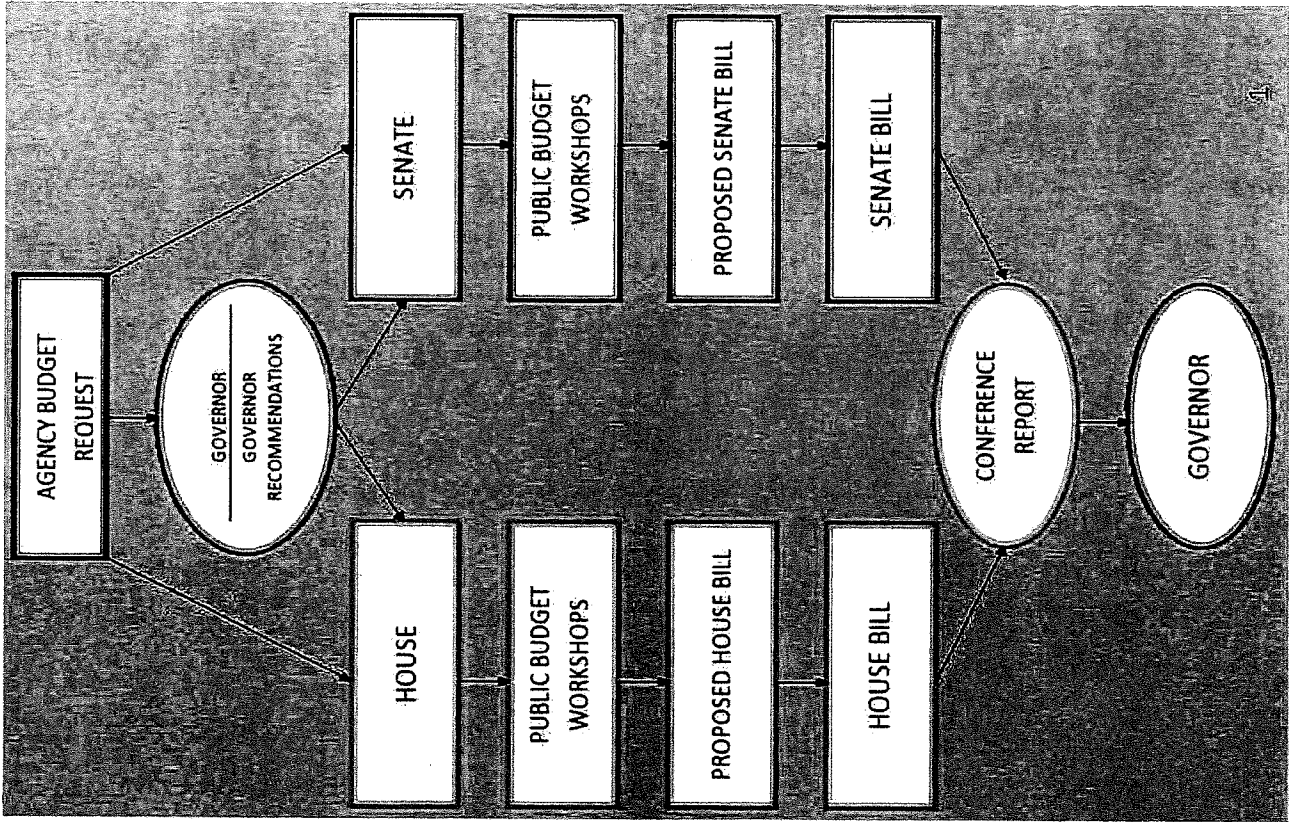 AGENCY BUDGET
REQUEST
GOVERNOR
GOVERNOR
RECOMMENDATIONS
HOUSE
SENATE
PUBLIC BUDGET
WORKSHOPS
PUBLIC BUDGET
WORKSHOPS
PROPOSED HOUSE BILL
PROPOSED SENATE BILL
HOUSE BILL
SENATE BILL
CONFERENCE
REPORT
GOVERNOR
1